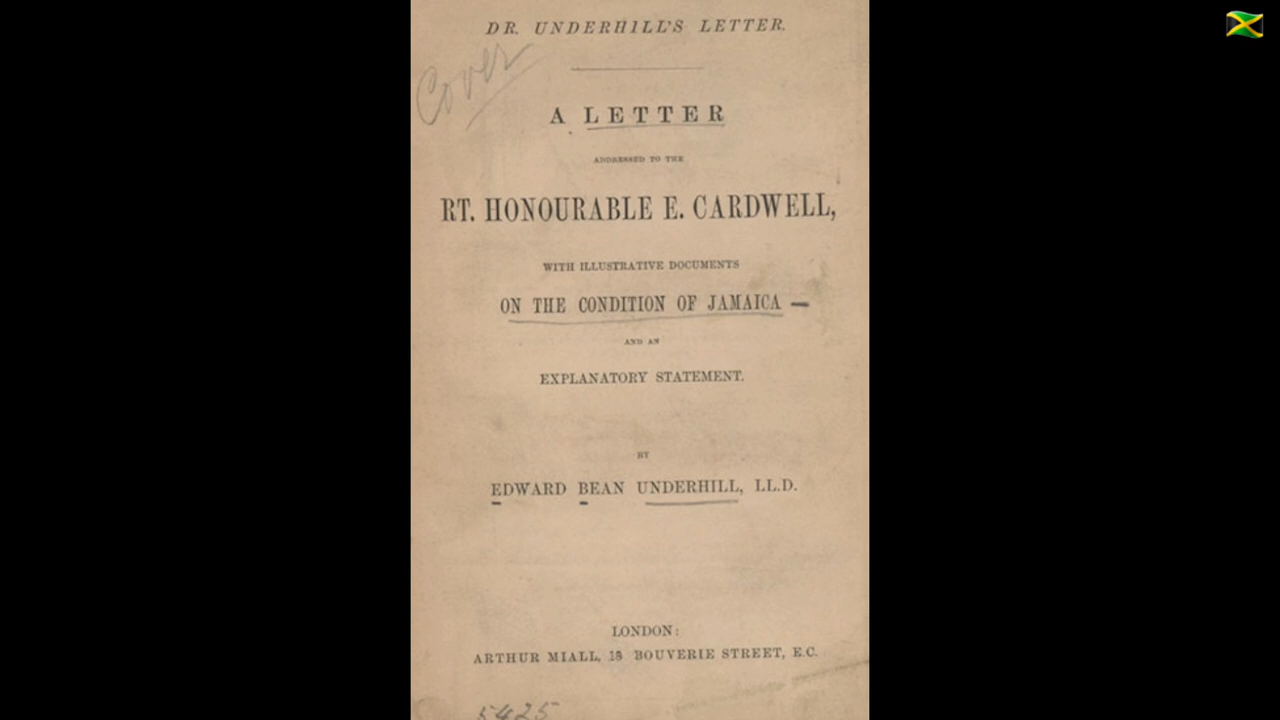 DR. UNDERHILL'S LETTER.
Cover
A LETTER
ADDRESSED TO THE
RT. HONOURABLE E. CARDWELL,
WITH ILLUSTRATIVE DOCUMENTS
ON THE CONDITION OF JAMAICA
AND AN
EXPLANATORY STATEMENT.
BY
EDWARD BEAN UNDERHILL, LL.D.
LONDON:
ARTHUR MIALL, 18 BOUVERIE STREET, E.C.
5425